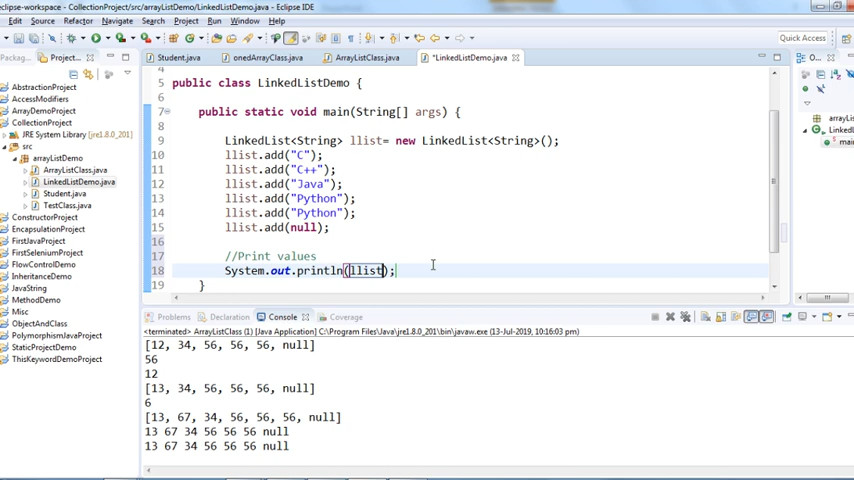 eclipse-workspace - CollectionProject/src/arrayListDemo/LinkedListDemo.java - Eclipse IDE
Edit Source Refactor Navigate Search Project Run Window Help
Quick Access
Project...
Student.java
onedArrayClass.java
ArrayListClass.java
*LinkedListDemo.java
O...
AbstractionProject
AccessModifiers
ArrayDemoProject
CollectionProject
JRE System Library [jre1.8.0_201]
src
arrayListDemo
ArrayListClass.java
LinkedListDemo.java
Student.java
TestClass.java
ConstructorProject
EncapsulationProject
FirstJavaProject
FirstSeleniumProject
FlowControlDemo
InheritanceDemo
JavaString
MethodDemo
Misc
ObjectAndClass
PolymorphismJavaProject
StaticProjectDemo
ThisKeywordDemoProject
4
5 public class LinkedListDemo {
6
7 public static void main(String[] args) {
8
9 LinkedList<String> llist= new LinkedList<String>();
10 llist.add("C");
11 llist.add("C++");
12 llist.add("Java");
13 llist.add("Python");
14 llist.add("Python");
15 llist.add(null);
16
17 //Print values
18 System.out.println(llist);
19 }
Problems
Declaration
Console
Coverage
<terminated> ArrayListClass (1) [Java Application] C:\Program Files\Java\jre1.8.0_201\bin\javaw.exe (13-Jul-2019, 10:16:03 pm)
[12, 34, 56, 56, 56, null]
56
12
[13, 34, 56, 56, 56, null]
6
[13, 67, 34, 56, 56, 56, null]
13 67 34 56 56 56 null
13 67 34 56 56 56 null